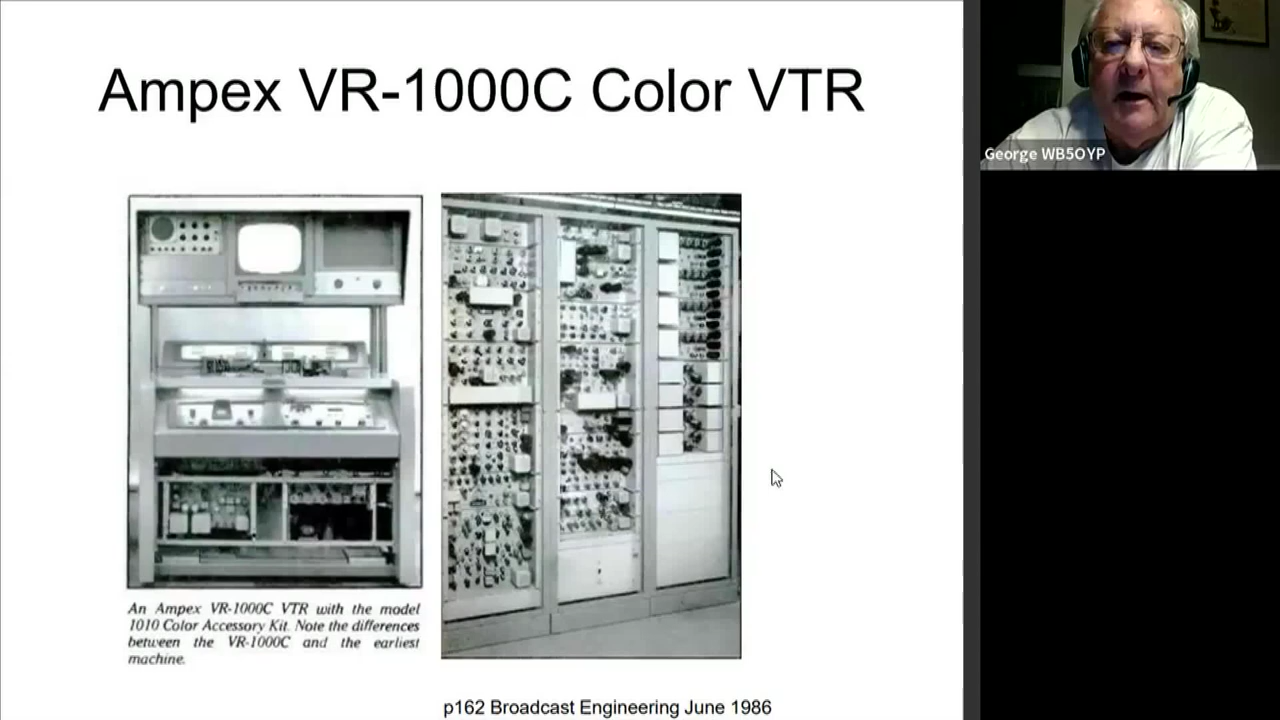 Ampex VR-1000C Color VTR
George WB5OYP
An Ampex VR-1000C VTR with the model
1010 Color Accessory Kit. Note the differences
between the VR-1000C and the earliest
machine.
p162 Broadcast Engineering June 1986